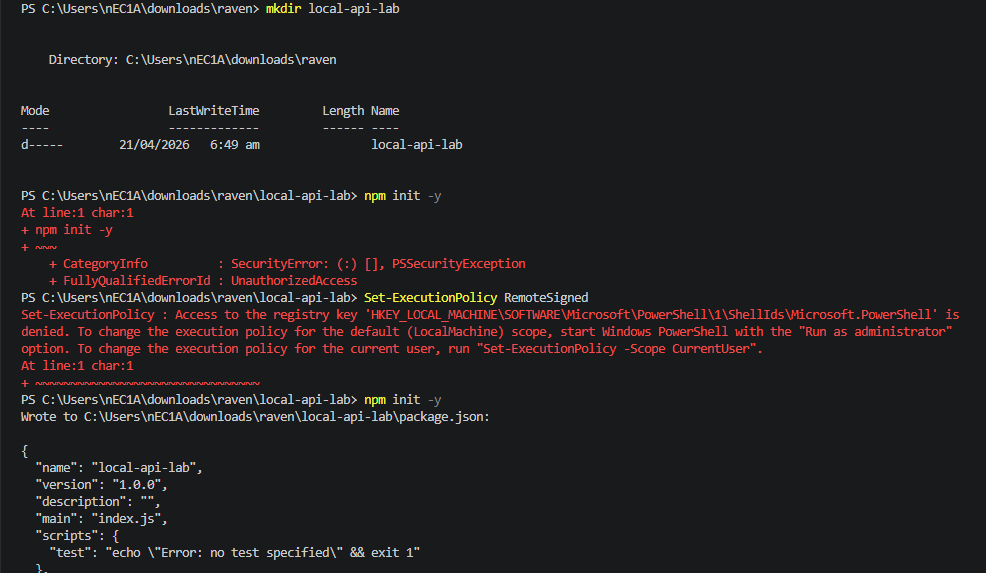 PS C:\Users\nEC1A\downloads\raven> mkdir local-api-lab
Directory: C:\Users\nEC1A\downloads\raven
Mode LastWriteTime Length Name
---- ------------- ------ ----
d----- 21/04/2026 6:49 am local-api-lab
PS C:\Users\nEC1A\downloads\raven\local-api-lab> npm init -y
At line:1 char:1
+ npm init -y
+ ~~~
+ CategoryInfo : SecurityError: (:) [], PSSecurityException
+ FullyQualifiedErrorId : UnauthorizedAccess
PS C:\Users\nEC1A\downloads\raven\local-api-lab> Set-ExecutionPolicy RemoteSigned
Set-ExecutionPolicy : Access to the registry key 'HKEY_LOCAL_MACHINE\SOFTWARE\Microsoft\PowerShell\1\ShellIds\Microsoft.PowerShell' is
denied. To change the execution policy for the default (LocalMachine) scope, start Windows PowerShell with the "Run as administrator"
option. To change the execution policy for the current user, run "Set-ExecutionPolicy -Scope CurrentUser".
At line:1 char:1
+ ~~~~~~~~~~~~~~~~~~~~~~~~~~~~~~~~
PS C:\Users\nEC1A\downloads\raven\local-api-lab> npm init -y
Wrote to C:\Users\nEC1A\downloads\raven\local-api-lab\package.json:
{
"name": "local-api-lab",
"version": "1.0.0",
"description": "",
"main": "index.js",
"scripts": {
"test": "echo \"Error: no test specified\" && exit 1"
},